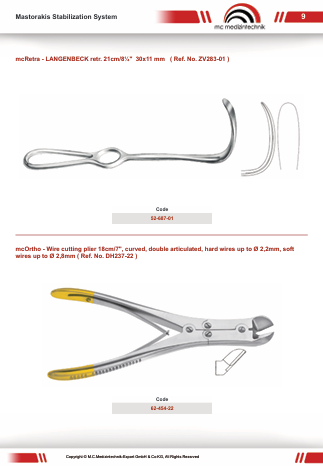 Mastorakis Stabilization System
mc medizintechnik
9
mcRetra - LANGENBECK retr. 21cm/8¼" 30x11 mm ( Ref. No. ZV283-01 )
Code
52-687-01
mcOrtho - Wire cutting plier 18cm/7", curved, double articulated, hard wires up to Ø 2,2mm, soft
wires up to Ø 2,8mm ( Ref. No. DH237-22 )
Code
62-454-22
Copyright © M.C.Medizintechnik-Export GmbH & Co KG, All Rights Reserved